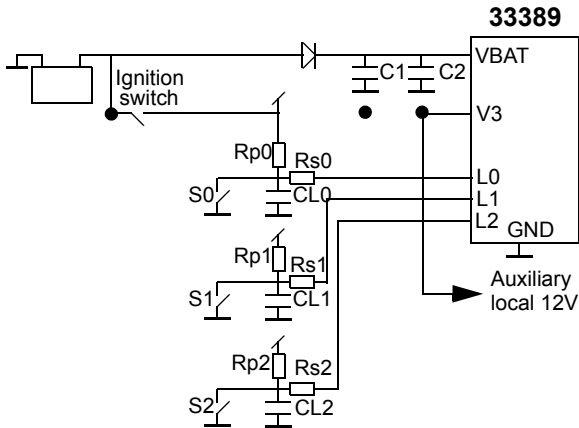 33389
VBAT
C1
C2
Ignition
switch
V3
Rp0
Rs0
L0
S0
CL0
L1
L2
GND
Rp1
Rs1
Auxiliary
local 12V
S1
CL1
Rp2
Rs2
S2
CL2